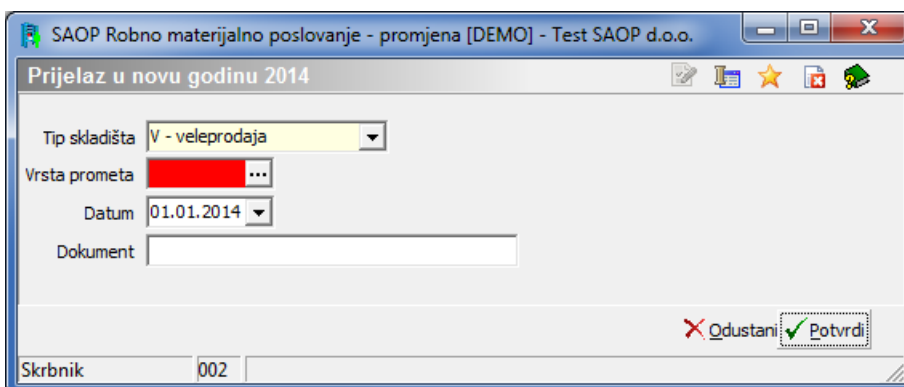 SAOP Robno materijalno poslovanje - promjena [DEMO] - Test SAOP d.o.o.
Prijelaz u novu godinu 2014
Tip skladišta V - veleprodaja
Vrsta prometa ...
Datum 01.01.2014
Dokument
Odustani Potvrdi
Skrbnik 002